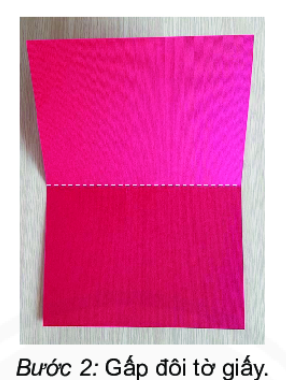 Bước 2: Gấp đôi tờ giấy.